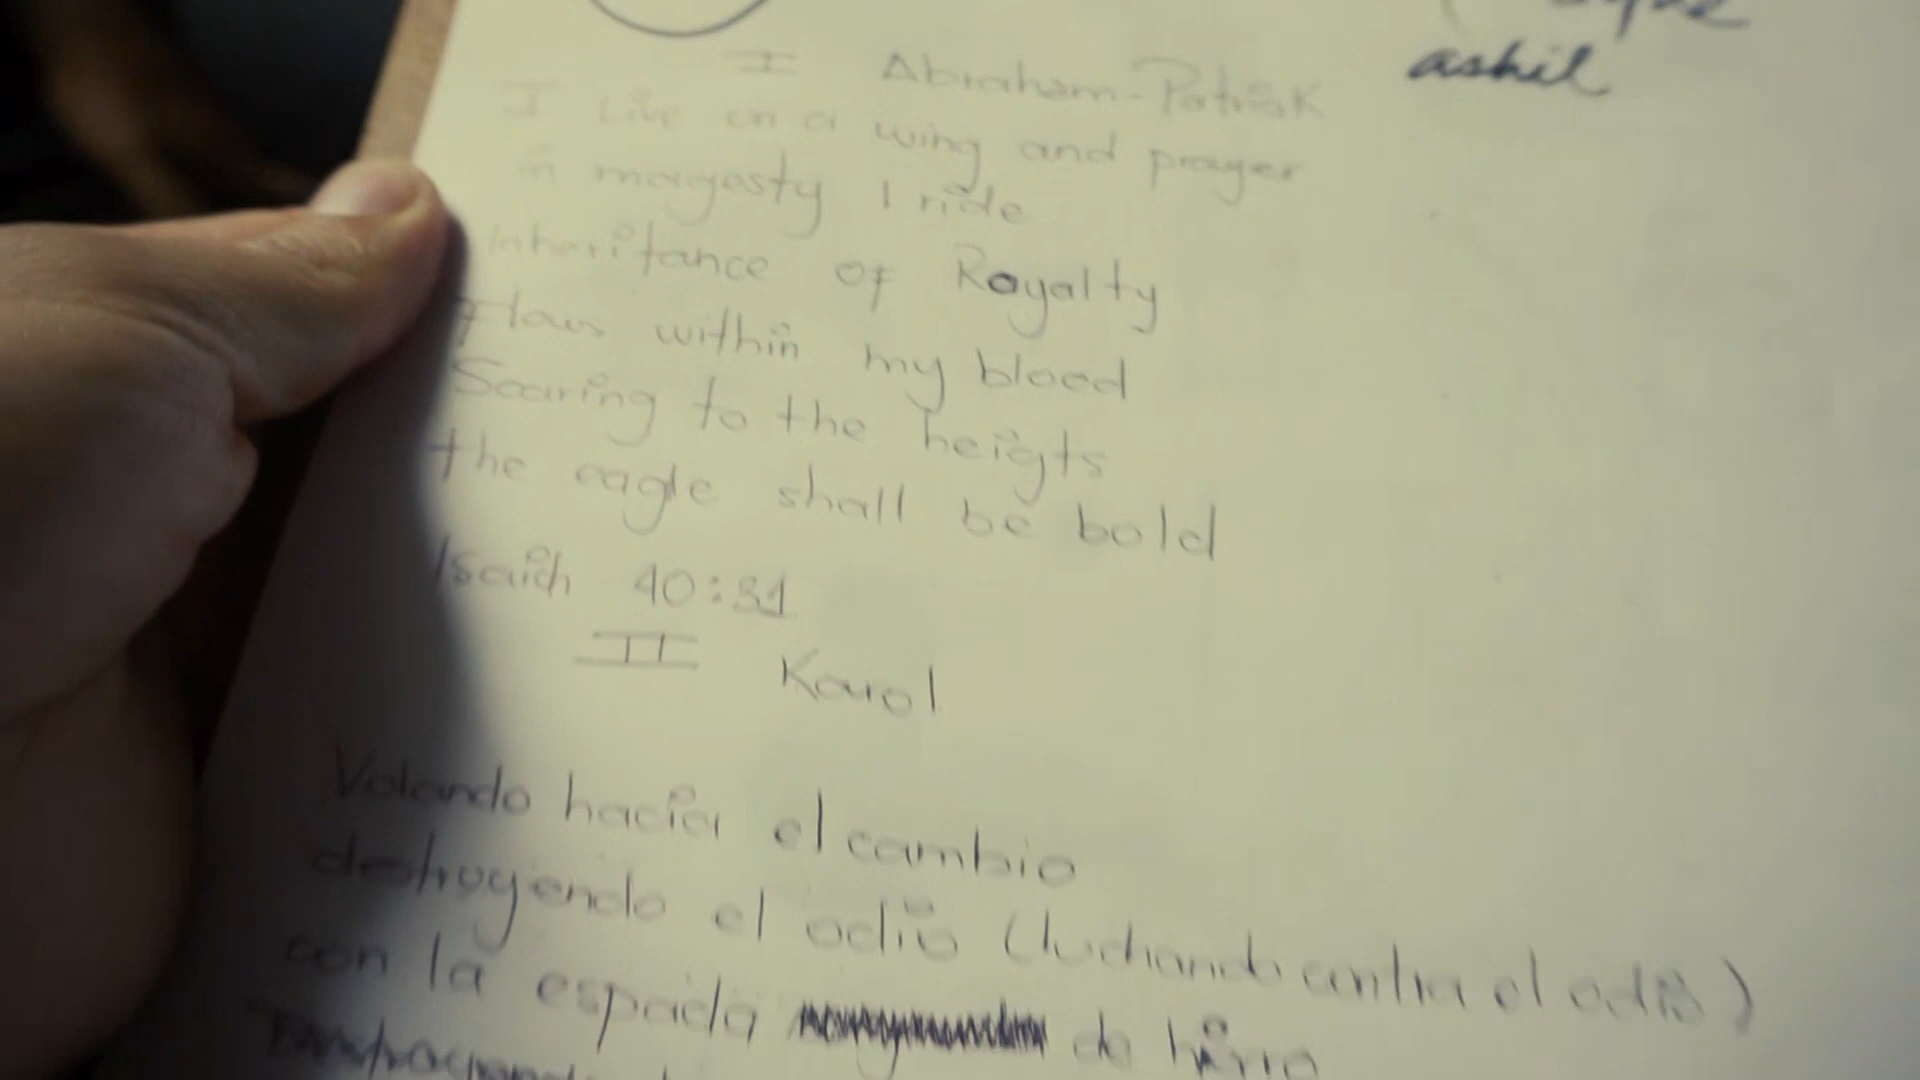 ashil
I Abraham-Patrick
I Live on a wing and prayer
in magesty I ride
Inheritance of Royalty
flows within my blood
Soaring to the heigts
the eagle shall be bold
Isaih 40:31
II Karol
Volando hacia el cambio
destruyendo el odio (luchando contra el odio)
con la espada de